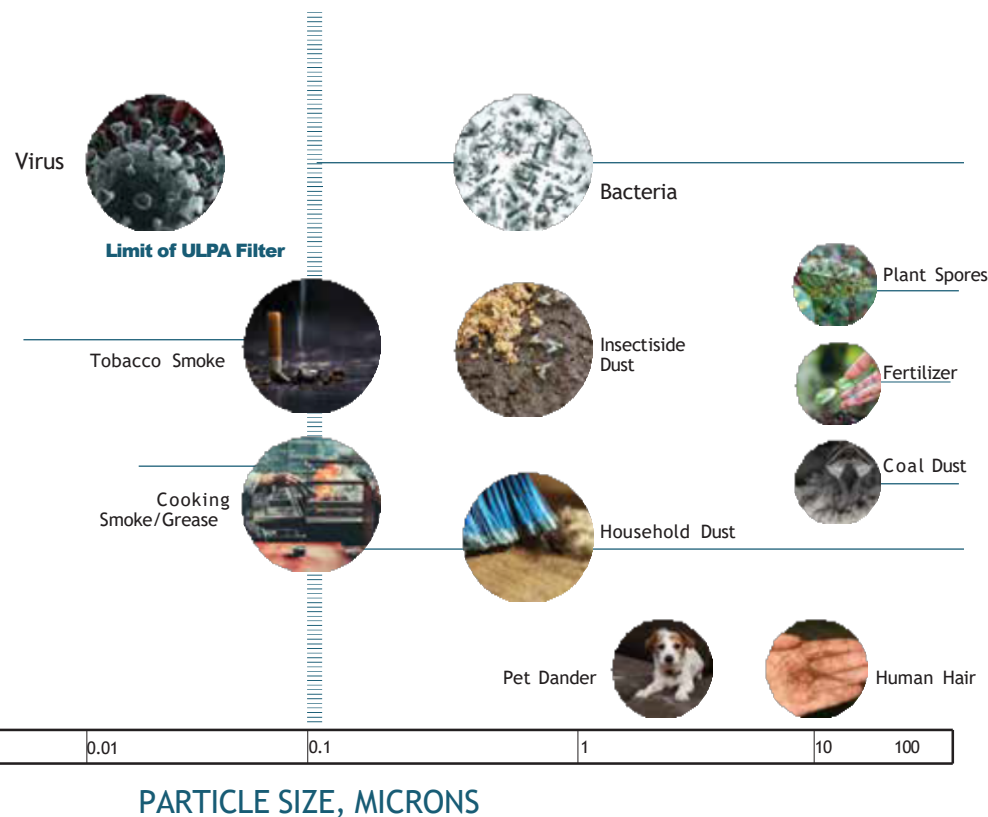 Virus
Bacteria
Limit of ULPA Filter
Plant Spores
Tobacco Smoke
Insectiside
Dust
Fertilizer
Coal Dust
Cooking
Smoke/Grease
Household Dust
Pet Dander
Human Hair
0.01
0.1
1
10
100
PARTICLE SIZE, MICRONS